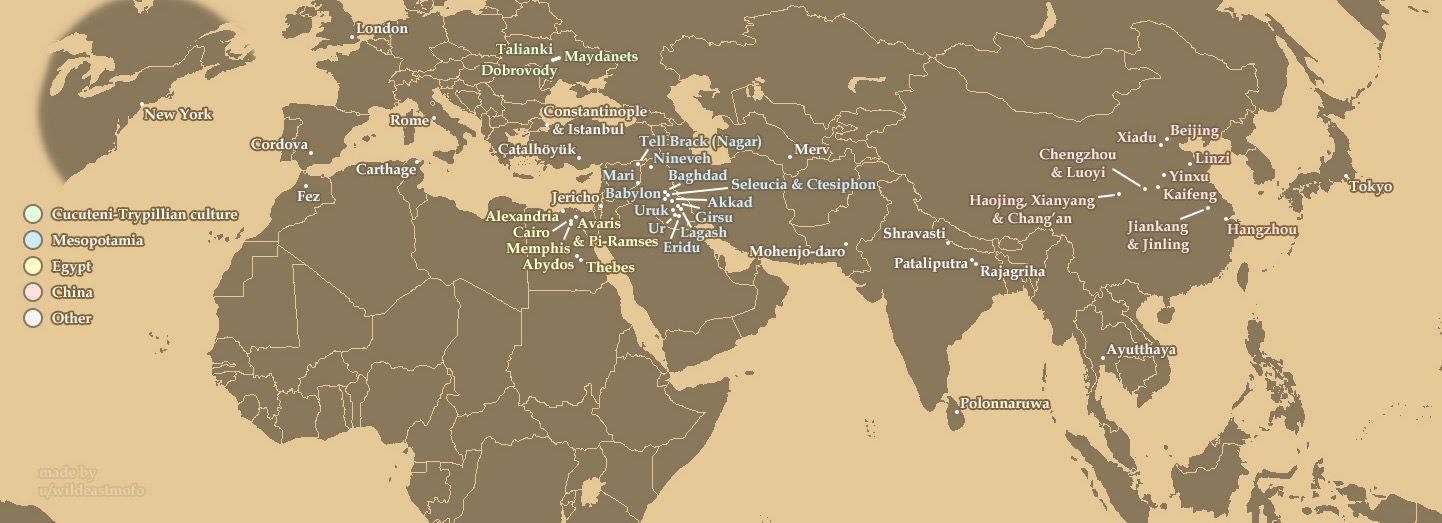 London
Talianki
Maydanets
Dobrovody
New York
Constantinople
& Istanbul
Rome
Cordova
Çatalhöyük
Carthage
Fez
Tell Brack (Nagar)
Nineveh
Merv
Mari
Baghdad
Seleucia & Ctesiphon
Babylon
Jericho
Akkad
Uruk
Girsu
Ur
Lagash
Eridu
Alexandria
Avaris
& Pi-Ramses
Cairo
Memphis
Abydos
Thebes
Xiadu
Beijing
Chengzhou
& Luoyi
Linzi
Yinxu
Kaifeng
Tokyo
Haojing, Xianyang
& Chang'an
Jiankang
& Jinling
Hangzhou
Shravasti
Mohenjo-daro
Pataliputra
Rajagriha
Ayutthaya
Polonnaruwa
Cucuteni-Trypillian culture
Mesopotamia
Egypt
China
Other
made by
u/wildeastmofo